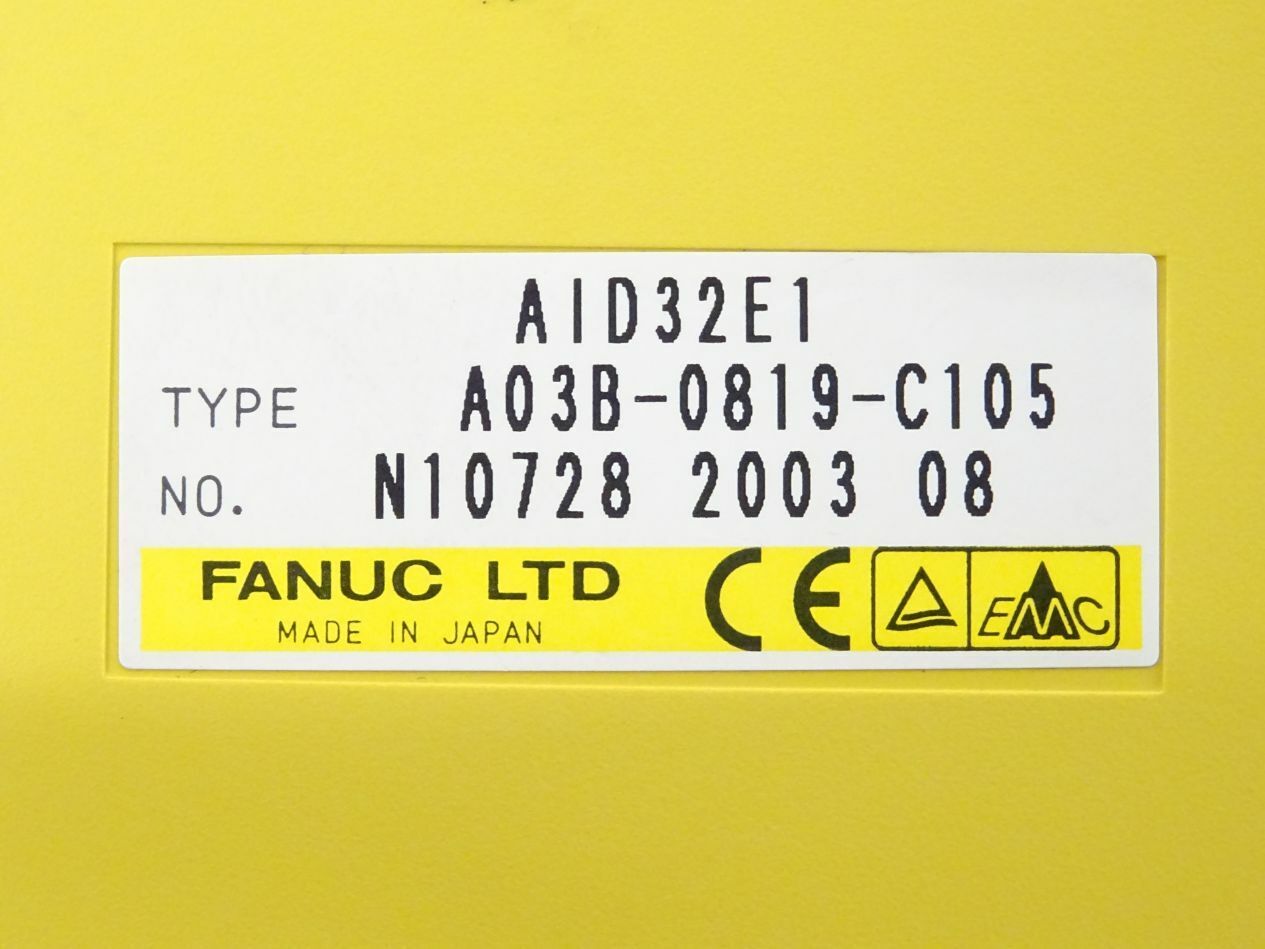 AID32E1
TYPE A03B-0819-C105
NO. N10728 2003 08
FANUC LTD
MADE IN JAPAN
CE
EMC